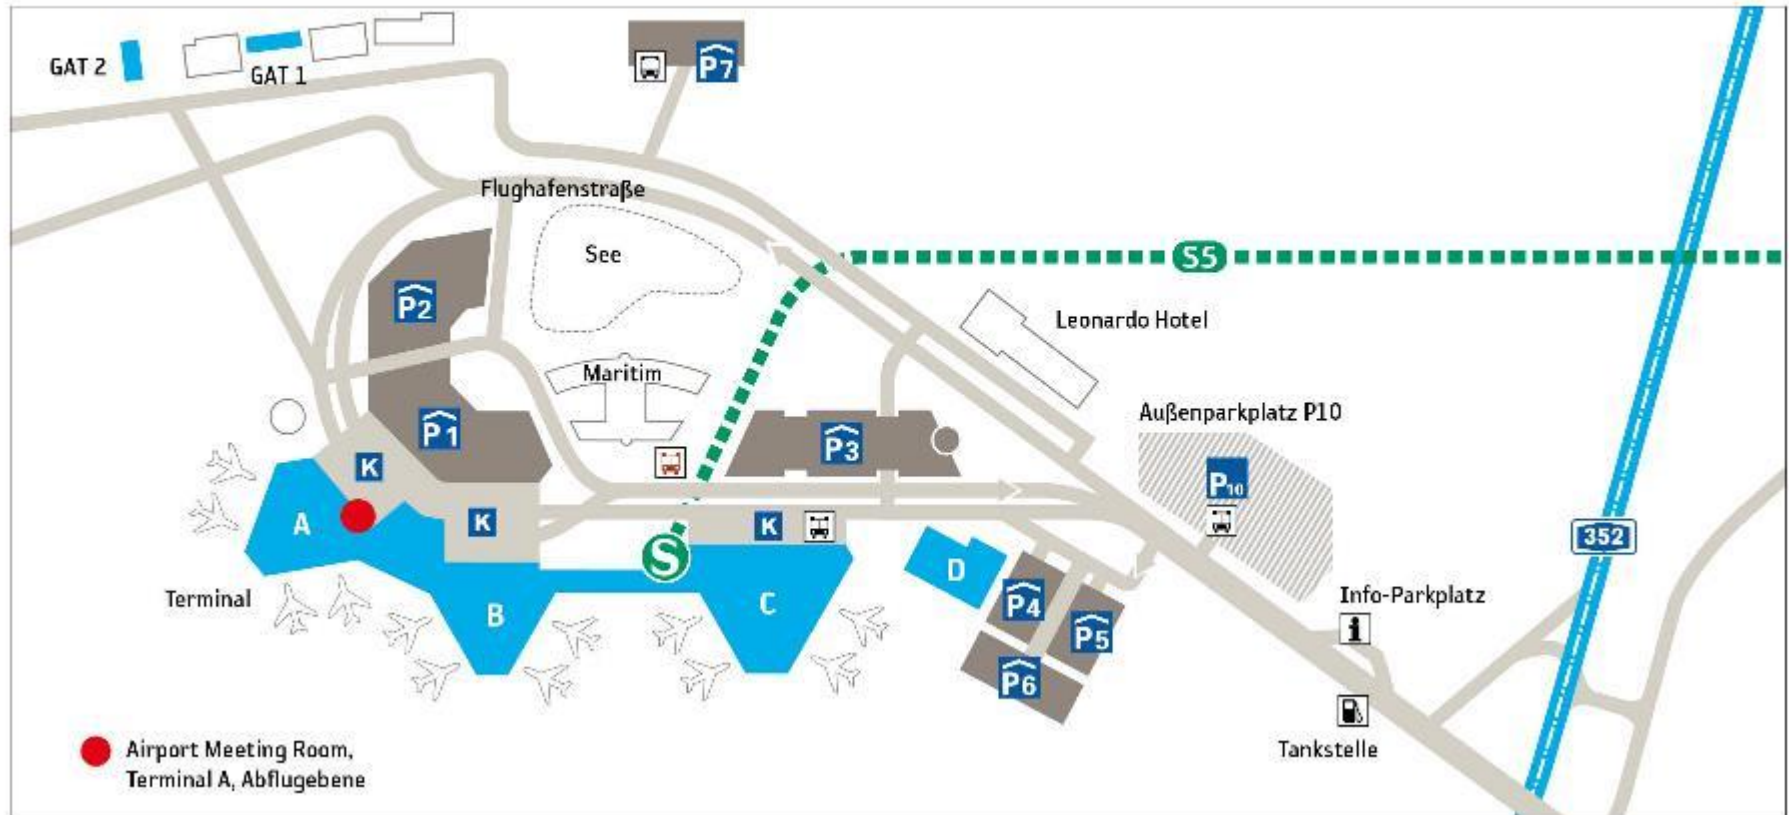 GAT 2
GAT 1
P7
Flughafenstraße
See
S5
P2
Leonardo Hotel
Maritim
Außenparkplatz P10
P1
P3
K
P10
A
K
K
352
S
D
Terminal
B
C
P4
P5
P6
Info-Parkplatz
i
Tankstelle
Airport Meeting Room,
Terminal A, Abflugebene